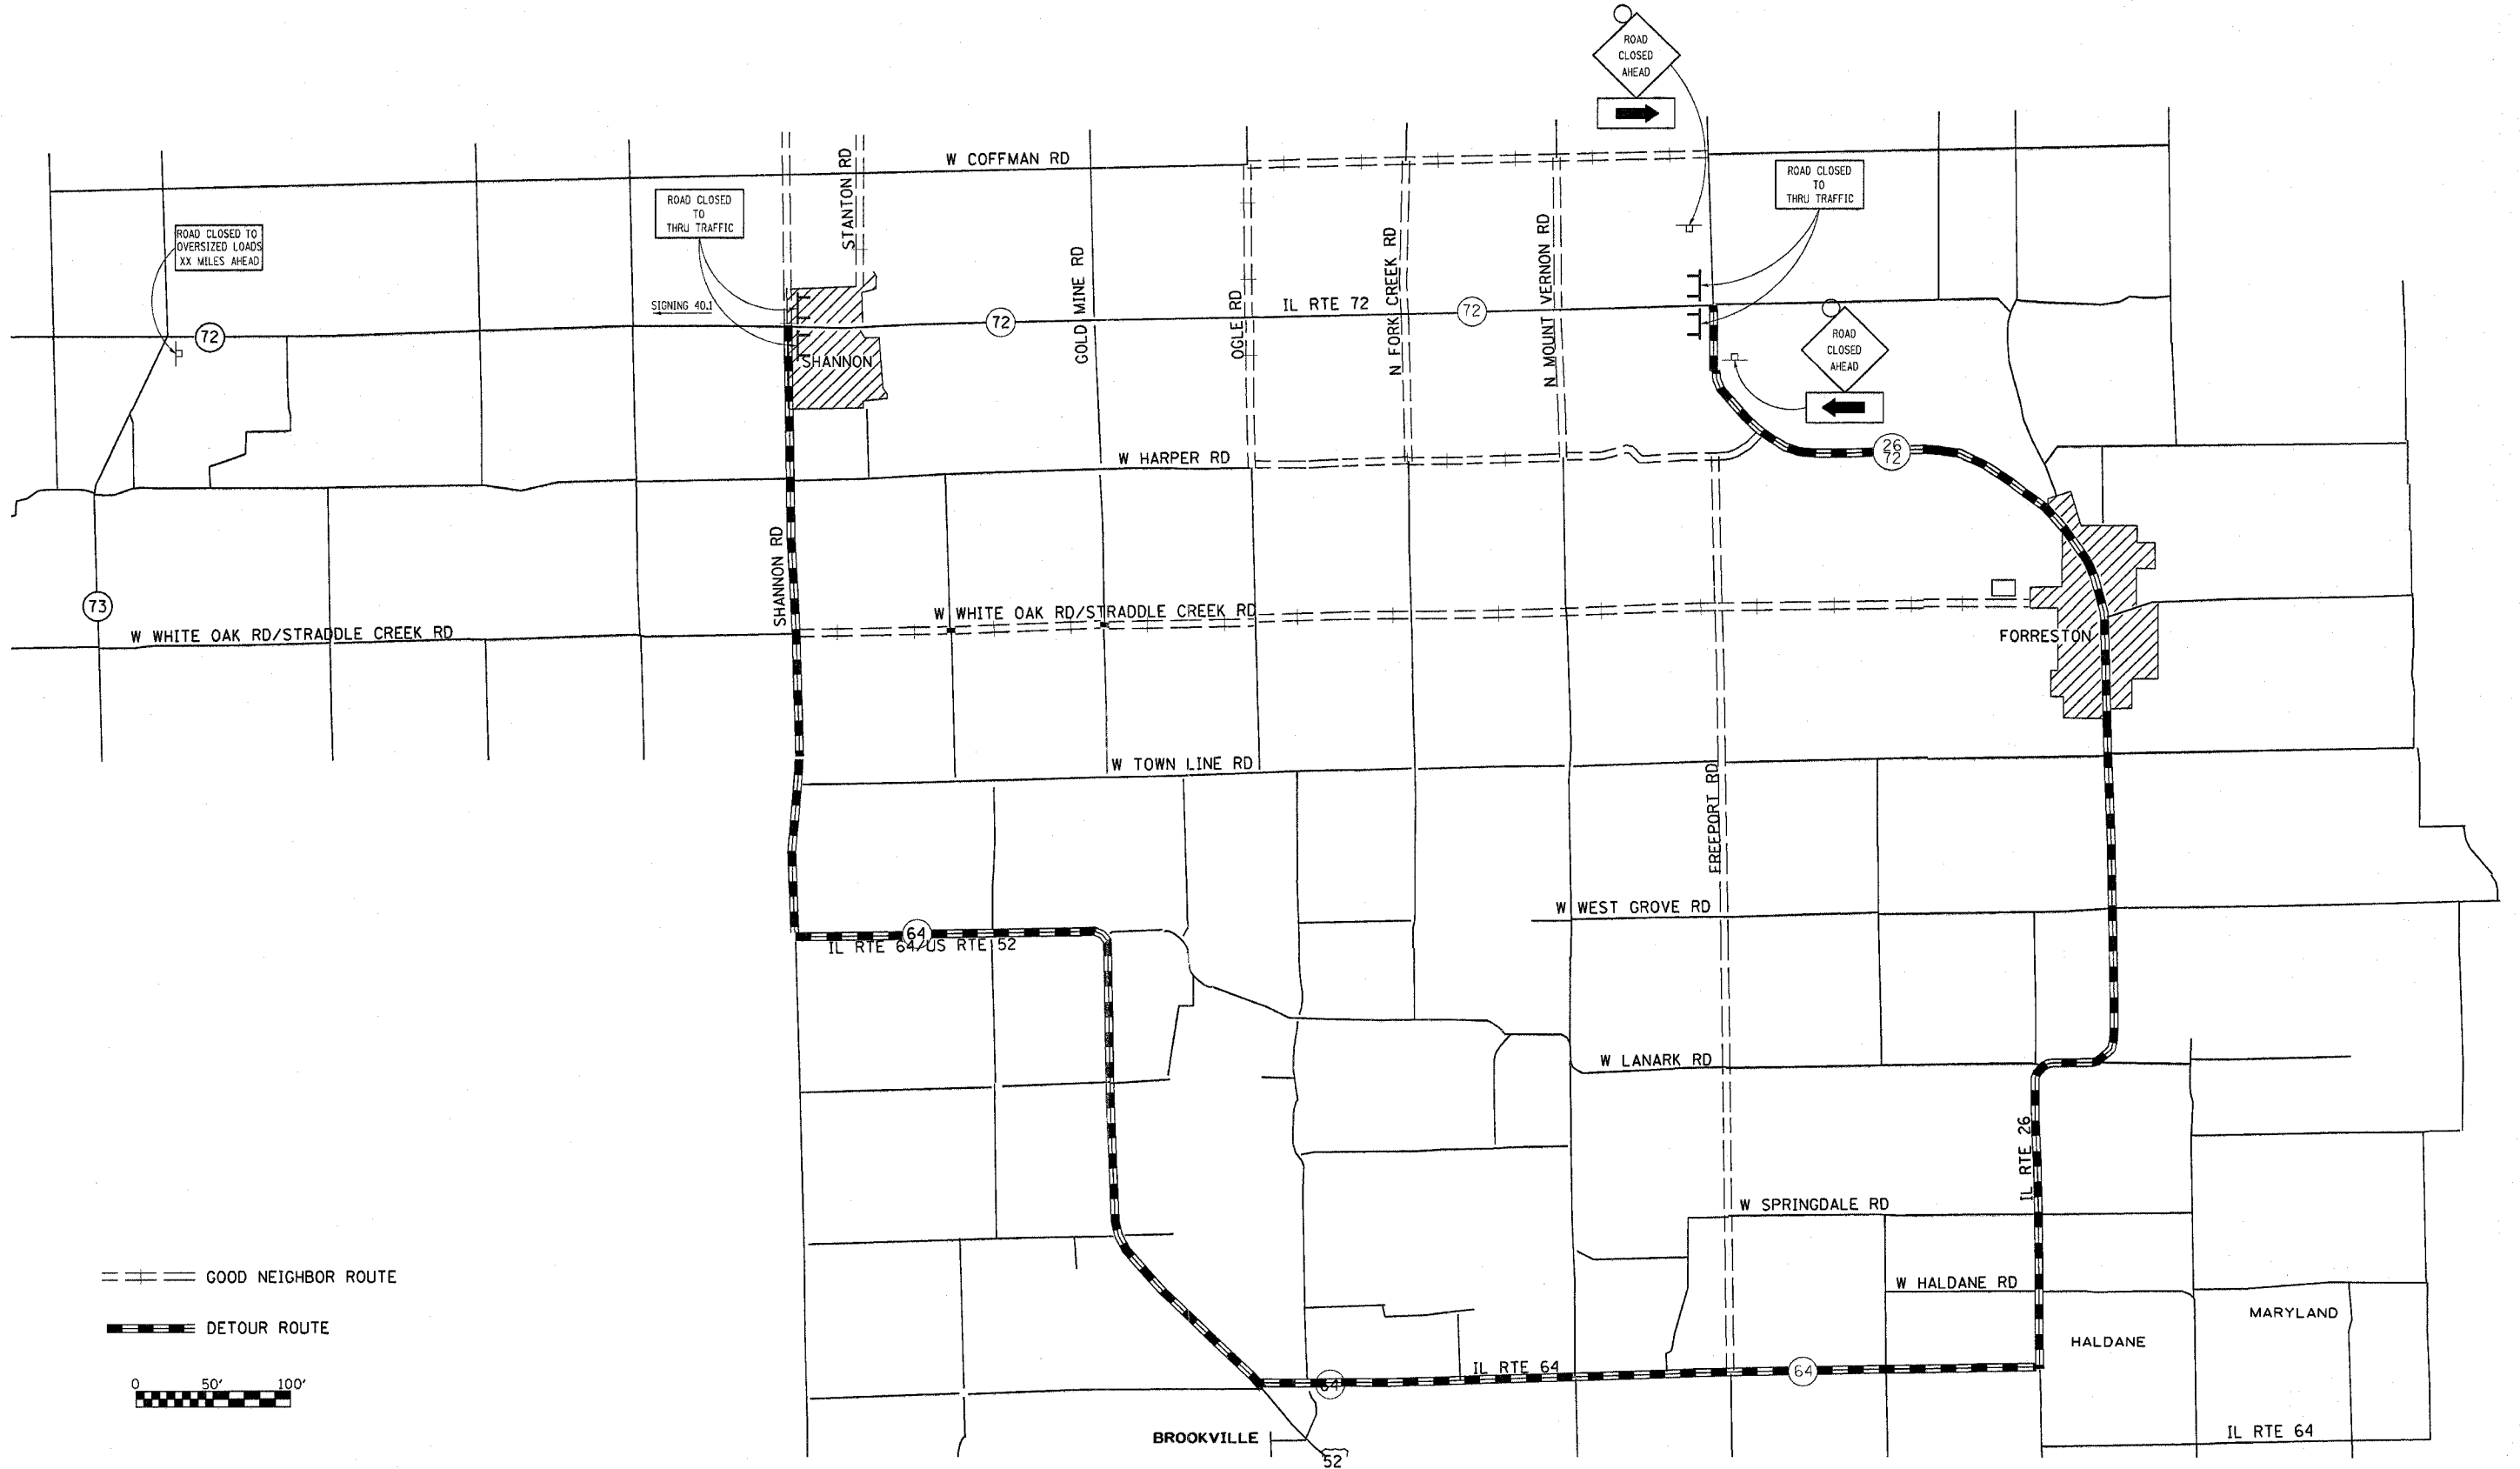 ROAD
CLOSED
AHEAD
W COFFMAN RD
STANTON RD
ROAD CLOSED
TO
THRU TRAFFIC
ROAD CLOSED
TO
THRU TRAFFIC
ROAD CLOSED TO
OVERSIZED LOADS
XX MILES AHEAD
SIGNING 40.1
GOLD MINE RD
OGLE RD
N FORK CREEK RD
N MOUNT VERNON RD
IL RTE 72
72
72
72
SHANNON
ROAD
CLOSED
AHEAD
W HARPER RD
26
72
SHANNON RD
73
W WHITE OAK RD/STRADDLE CREEK RD
W WHITE OAK RD/STRADDLE CREEK RD
FORRESTON
W TOWN LINE RD
FREEPORT RD
W WEST GROVE RD
64
IL RTE 64/US RTE 52
W LANARK RD
IL RTE 26
W SPRINGDALE RD
W HALDANE RD
MARYLAND
HALDANE
GOOD NEIGHBOR ROUTE
DETOUR ROUTE
0 50' 100'
IL RTE 64
64
64
BROOKVILLE
52
IL RTE 64